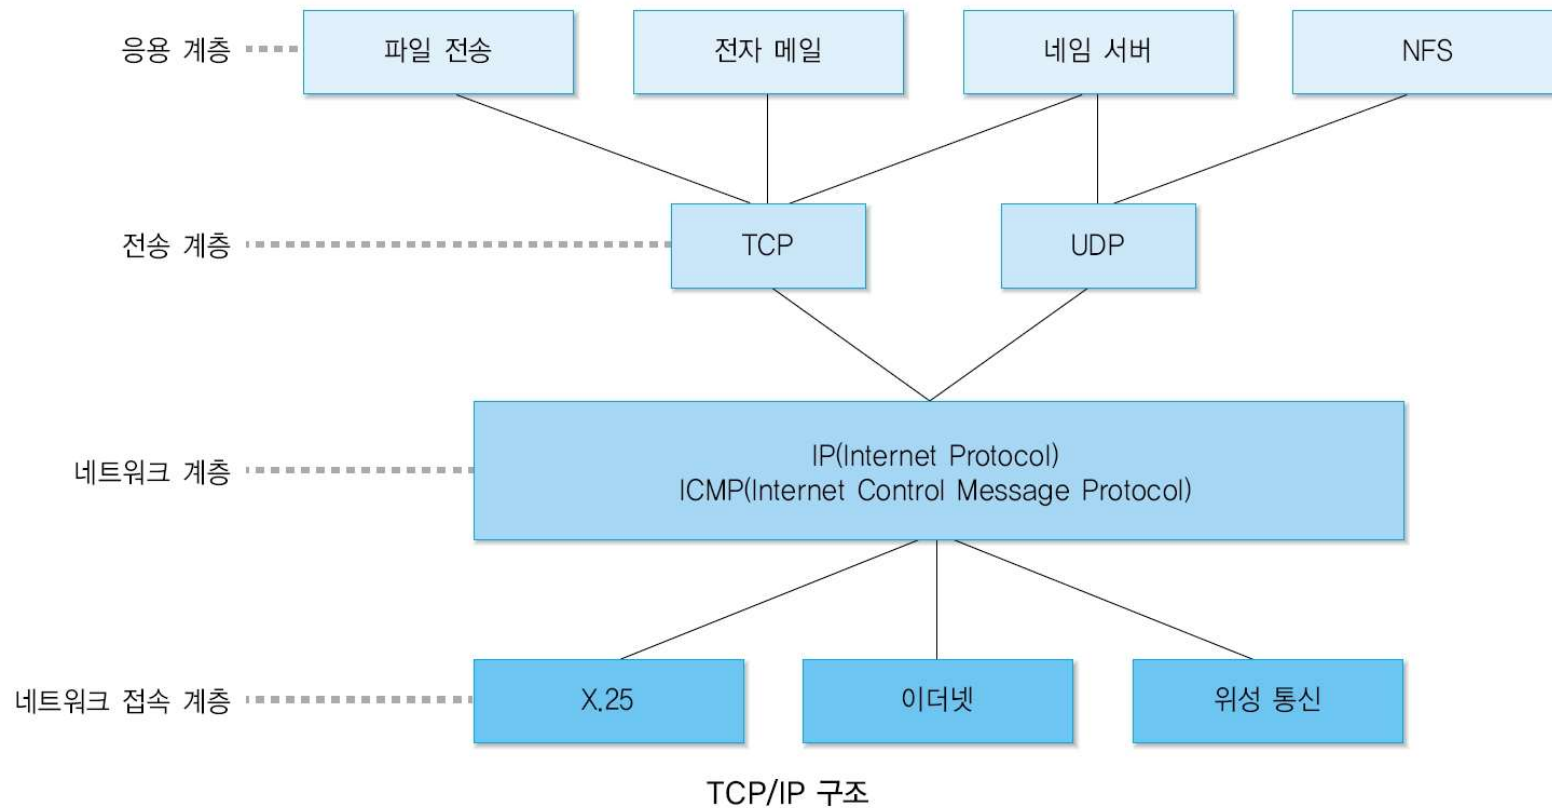 응용 계층
파일 전송
전자 메일
네임 서버
NFS
전송 계층
TCP
UDP
네트워크 계층
IP(Internet Protocol)
ICMP(Internet Control Message Protocol)
네트워크 접속 계층
X.25
이더넷
위성 통신
TCP/IP 구조